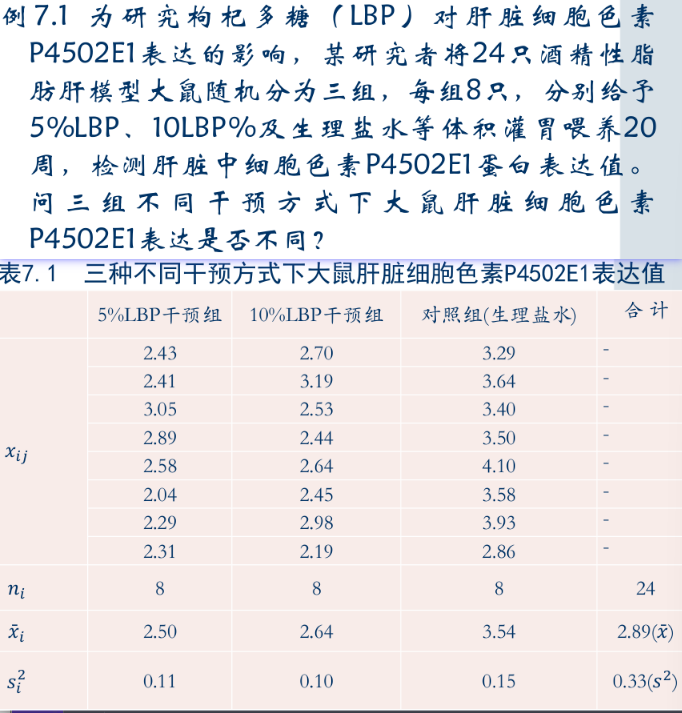 例7.1 为研究枸杞多糖（LBP）对肝脏细胞色素
P4502E1表达的影响，某研究者将24只酒精性脂
肪肝模型大鼠随机分为三组，每组8只，分别给予
5%LBP、10LBP%及生理盐水等体积灌胃喂养20
周，检测肝脏中细胞色素P4502E1蛋白表达值。
问三组不同干预方式下大鼠肝脏细胞色素
P4502E1表达是否不同？
表7.1 三种不同干预方式下大鼠肝脏细胞色素P4502E1表达值
5%LBP干预组 10%LBP干预组 对照组(生理盐水) 合计
2.43 2.70 3.29 -
2.41 3.19 3.64 -
3.05 2.53 3.40 -
2.89 2.44 3.50 -
x_ij 2.58 2.64 4.10 -
2.04 2.45 3.58 -
2.29 2.98 3.93 -
2.31 2.19 2.86 -
n_i 8 8 8 24
x̄_i 2.50 2.64 3.54 2.89(x̄)
s_i² 0.11 0.10 0.15 0.33(s²)